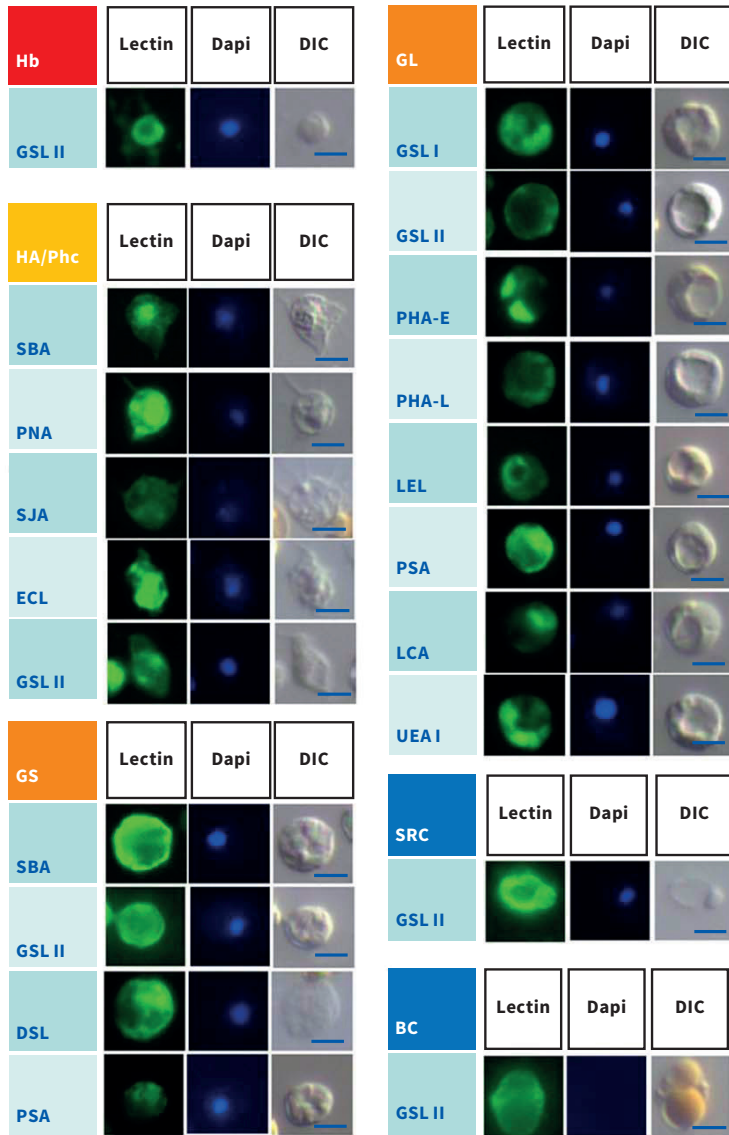 Hb Lectin Dapi DIC
GSL II
HA/Phc Lectin Dapi DIC
SBA
PNA
SJA
ECL
GSL II
GS Lectin Dapi DIC
SBA
GSL II
DSL
PSA
GL Lectin Dapi DIC
GSL I
GSL II
PHA-E
PHA-L
LEL
PSA
LCA
UEA I
SRC Lectin Dapi DIC
GSL II
BC Lectin Dapi DIC
GSL II